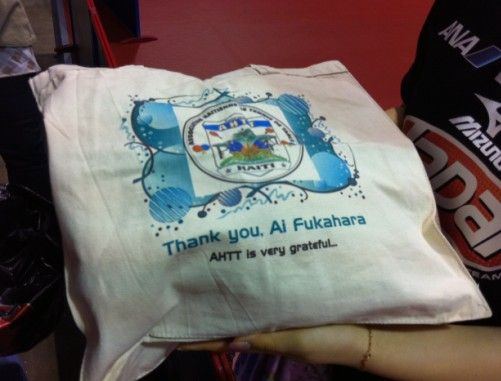 HAITI
Thank you, Ai Fukahara
AHTT is very grateful...
ANA
MIZUNO